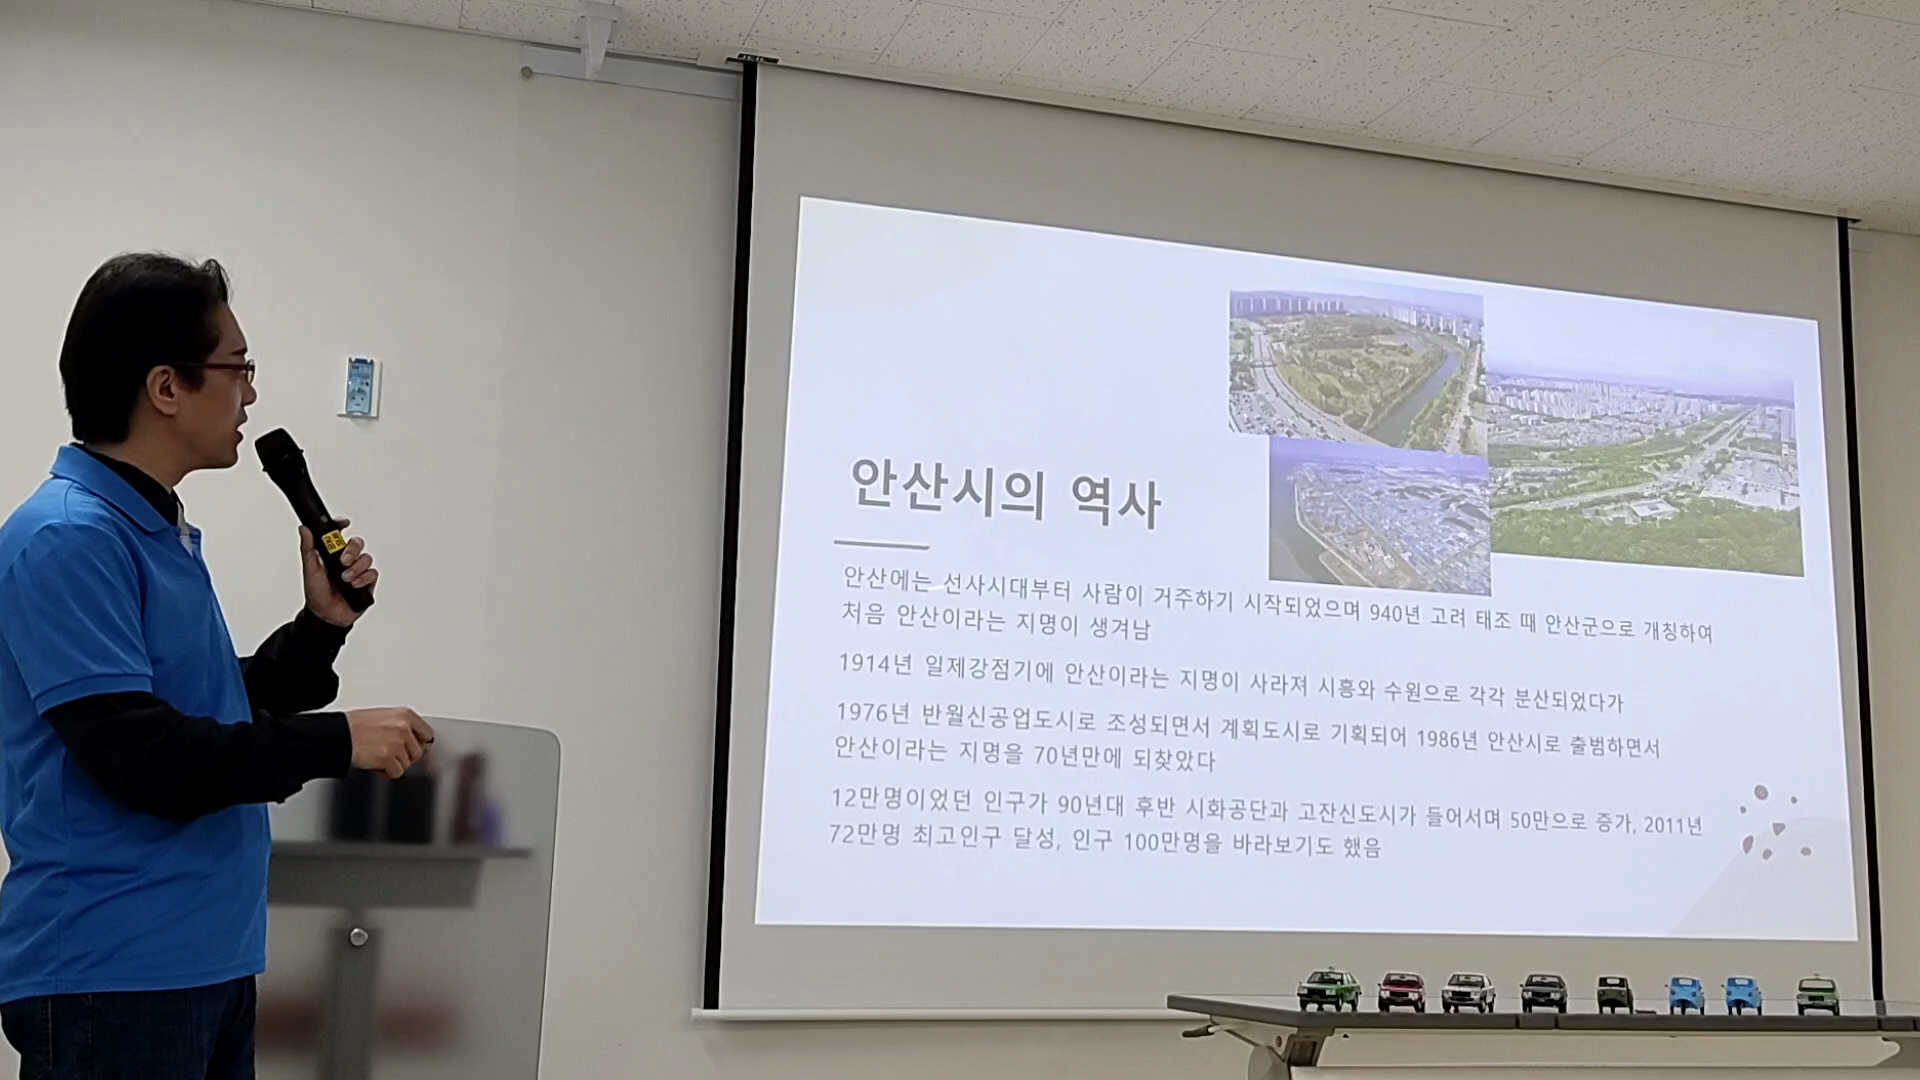 안산시의 역사
안산에는 선사시대부터 사람이 거주하기 시작되었으며 940년 고려 태조 때 안산군으로 개칭하여
처음 안산이라는 지명이 생겨남
1914년 일제강점기에 안산이라는 지명이 사라져 시흥와 수원으로 각각 분산되었다가
1976년 반월신공업도시로 조성되면서 계획도시로 기획되어 1986년 안산시로 출범하면서
안산이라는 지명을 70년만에 되찾았다
12만명이었던 인구가 90년대 후반 시화공단과 고잔신도시가 들어서며 50만으로 증가, 2011년
72만명 최고인구 달성, 인구 100만명을 바라보기도 했음